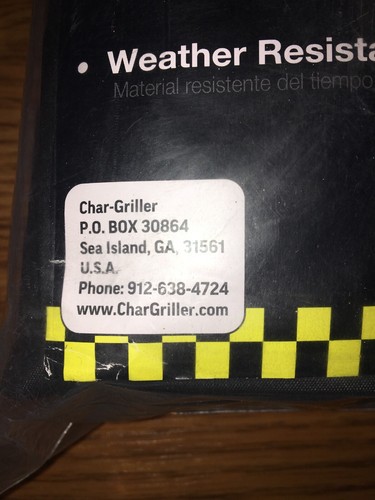 • Weather Resista
Material resistente del tiempo
Char-Griller
P.O. BOX 30864
Sea Island, GA, 31561
U.S.A.
Phone: 912-638-4724
www.CharGriller.com